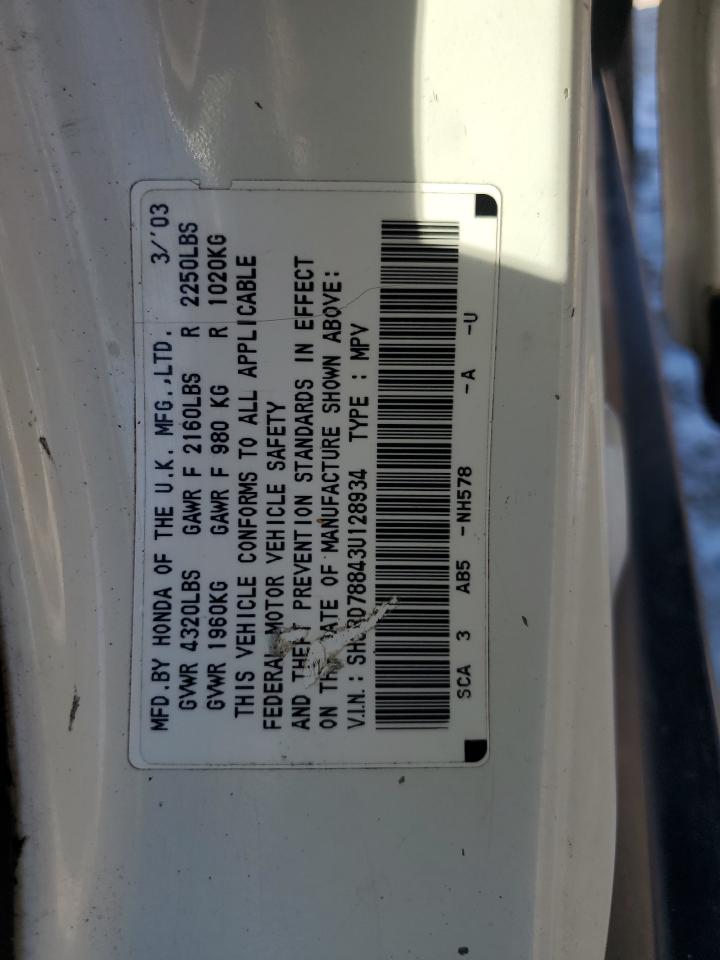 MFD.BY HONDA OF THE U.K. MFG.,LTD. 3/'03
GVWR 4320LBS GAWR F 2160LBS R 2250LBS
GVWR 1960KG GAWR F 980 KG R 1020KG
THIS VEHICLE CONFORMS TO ALL APPLICABLE
FEDERAL MOTOR VEHICLE SAFETY
AND THEFT PREVENTION STANDARDS IN EFFECT
ON THE DATE OF MANUFACTURE SHOWN ABOVE:
V.I.N.: TYPE : MPV
SCA 3 AB5 -NH578 -A -U